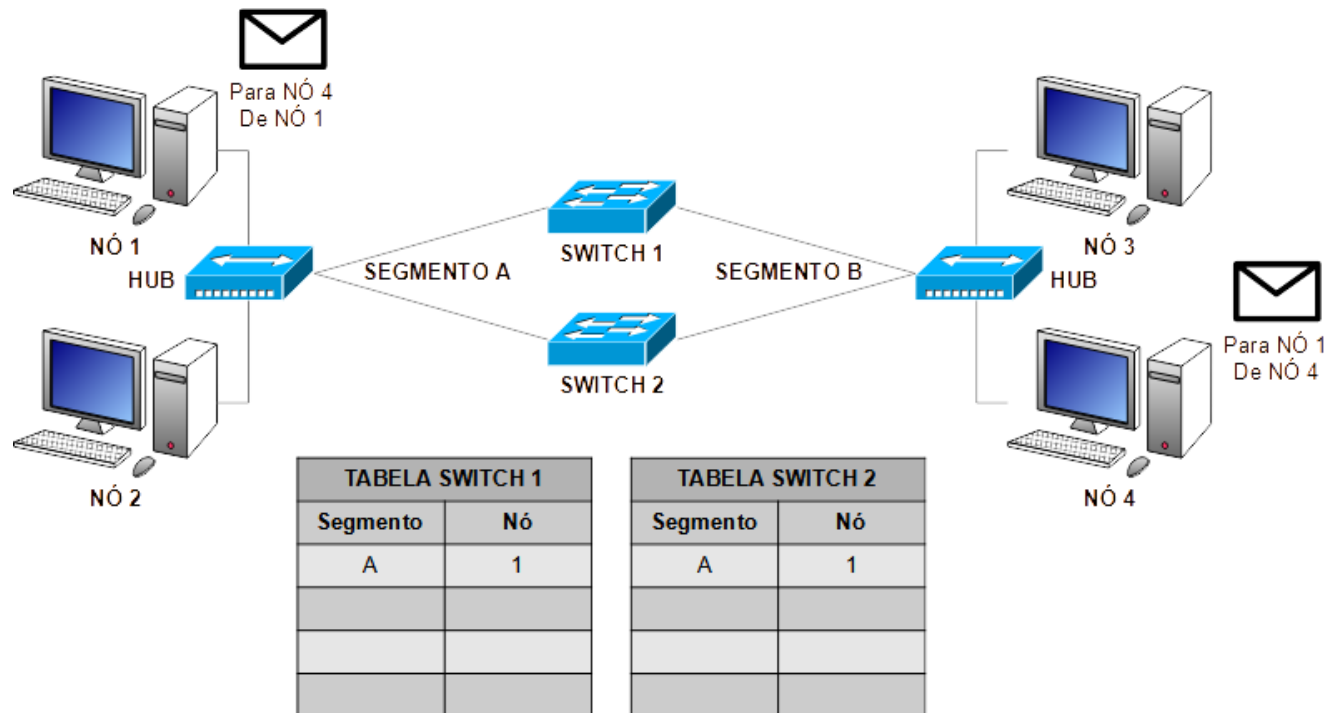 Para NÓ 4
De NÓ 1
NÓ 1
HUB
SEGMENTO A
SWITCH 1
SEGMENTO B
NÓ 3
HUB
SWITCH 2
Para NÓ 1
De NÓ 4
NÓ 2
NÓ 4
TABELA SWITCH 1
Segmento Nó
A 1
TABELA SWITCH 2
Segmento Nó
A 1